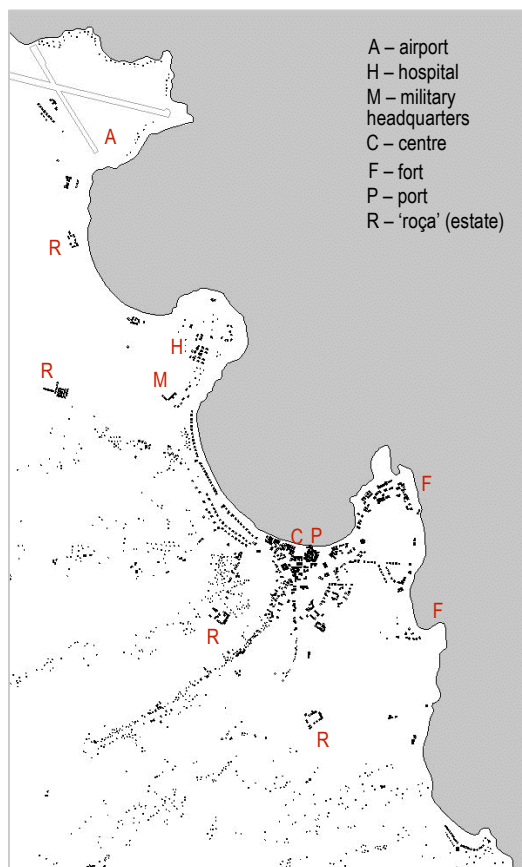 A – airport
H – hospital
M – military
headquarters
C – centre
F – fort
P – port
R – ‘roça’ (estate)
A
R
H
R
M
F
C P
F
R
R